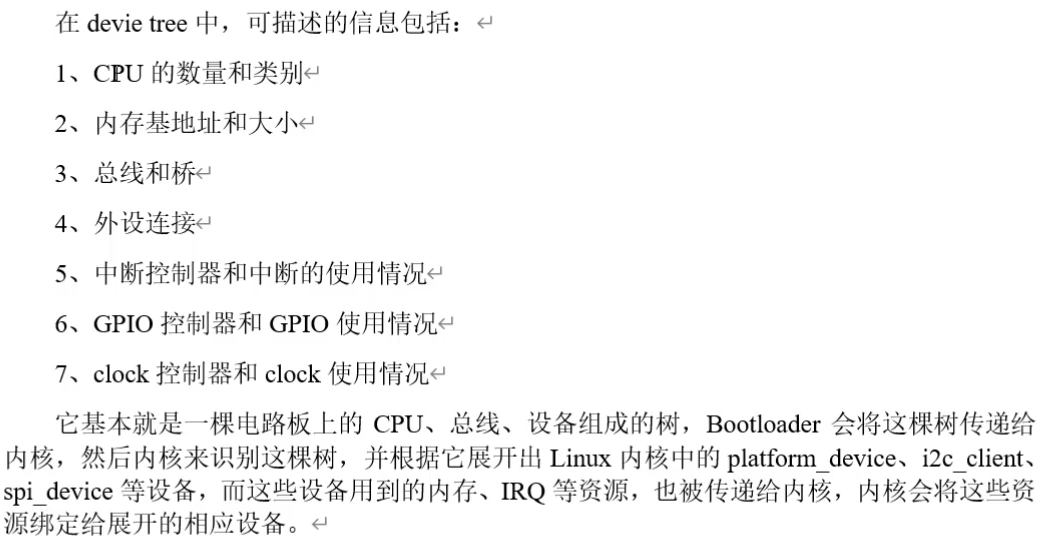 在 devie tree 中，可描述的信息包括：↵
1、CPU 的数量和类别↵
2、内存基地址和大小↵
3、总线和桥↵
4、外设连接↵
5、中断控制器和中断的使用情况↵
6、GPIO 控制器和 GPIO 使用情况↵
7、clock 控制器和 clock 使用情况↵
它基本就是一棵电路板上的 CPU、总线、设备组成的树，Bootloader 会将这棵树传递给
内核，然后内核来识别这棵树，并根据它展开出 Linux 内核中的 platform_device、i2c_client、
spi_device 等设备，而这些设备用到的内存、IRQ 等资源，也被传递给内核，内核会将这些资
源绑定给展开的相应设备。↵